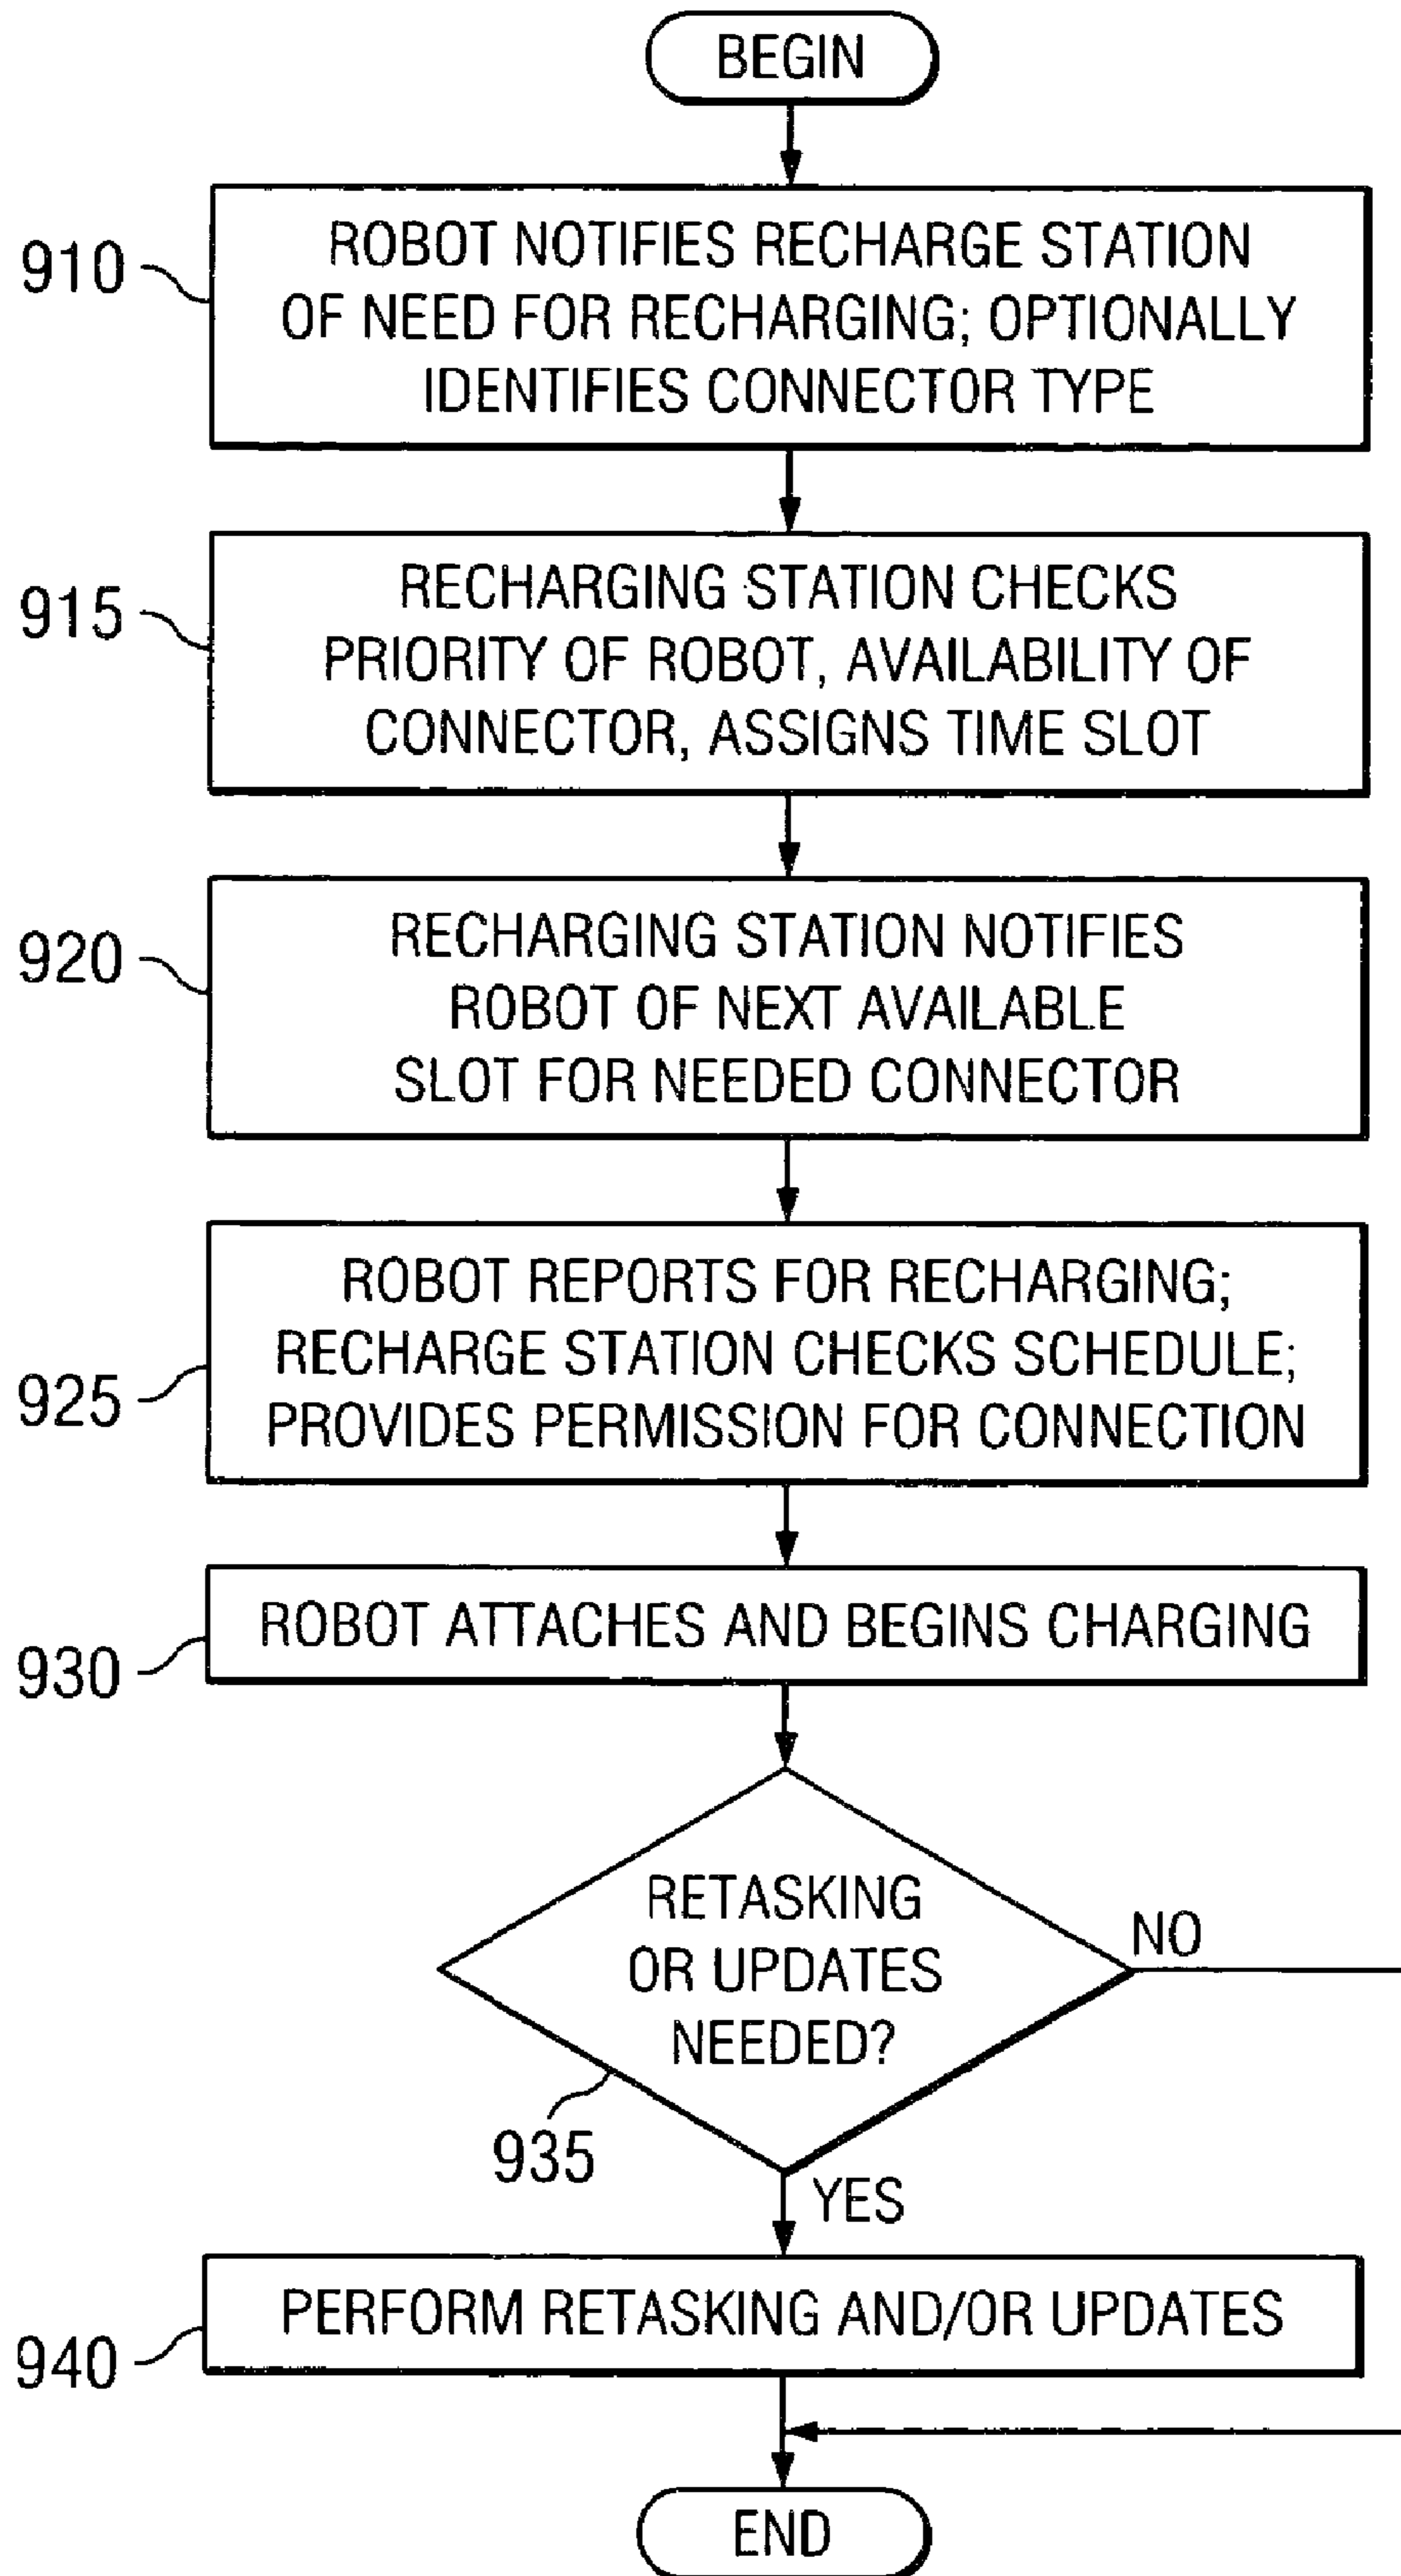 BEGIN
910
ROBOT NOTIFIES RECHARGE STATION
OF NEED FOR RECHARGING; OPTIONALLY
IDENTIFIES CONNECTOR TYPE
915
RECHARGING STATION CHECKS
PRIORITY OF ROBOT, AVAILABILITY OF
CONNECTOR, ASSIGNS TIME SLOT
920
RECHARGING STATION NOTIFIES
ROBOT OF NEXT AVAILABLE
SLOT FOR NEEDED CONNECTOR
925
ROBOT REPORTS FOR RECHARGING;
RECHARGE STATION CHECKS SCHEDULE;
PROVIDES PERMISSION FOR CONNECTION
930
ROBOT ATTACHES AND BEGINS CHARGING
RETASKING
OR UPDATES
NEEDED?
NO
935
YES
940
PERFORM RETASKING AND/OR UPDATES
END